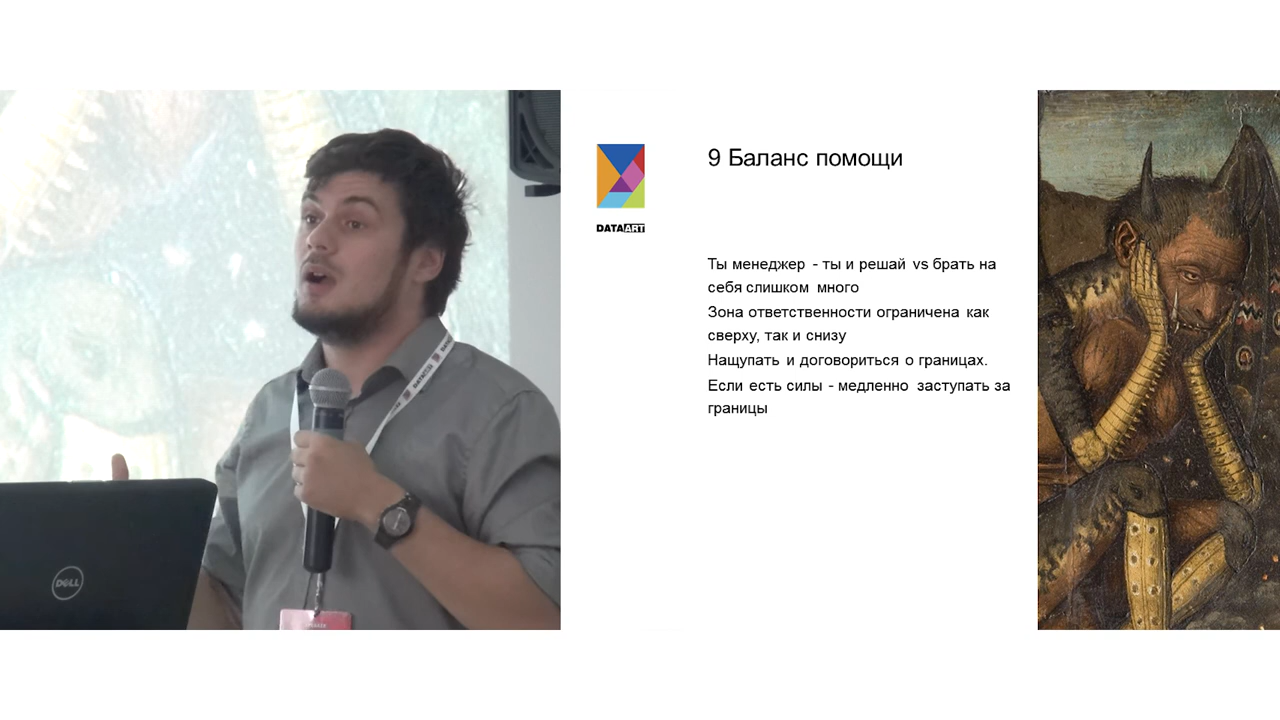 DATAART
9 Баланс помощи
Ты менеджер - ты и решай vs брать на
себя слишком много
Зона ответственности ограничена как
сверху, так и снизу
Нащупать и договориться о границах.
Если есть силы - медленно заступать за
границы
DELL
DATAART